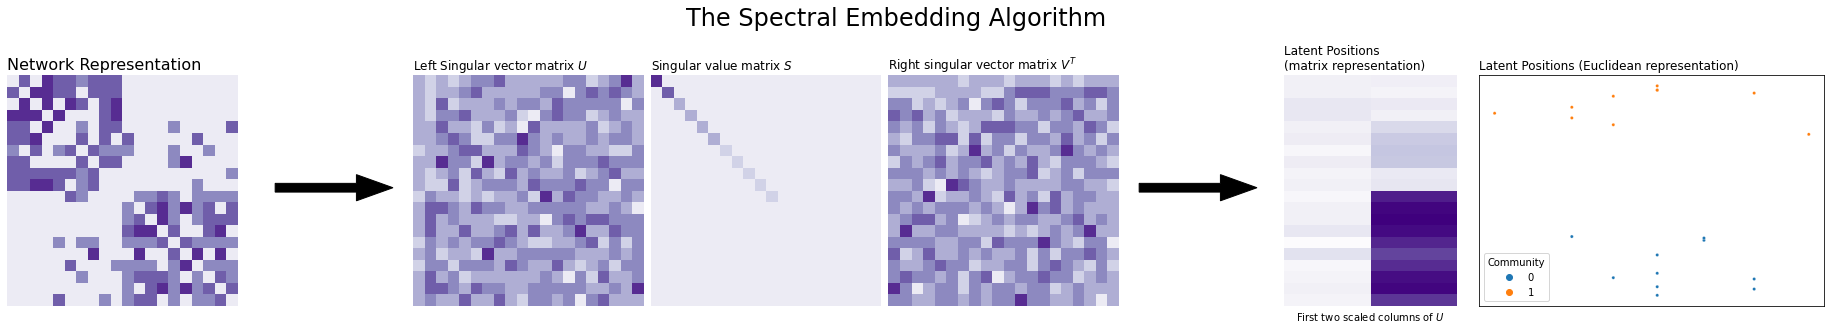 The Spectral Embedding Algorithm
Network Representation
Left Singular vector matrix U
Singular value matrix S
Right singular vector matrix V^T
Latent Positions
(matrix representation)
Latent Positions (Euclidean representation)
Community
0
1
First two scaled columns of U